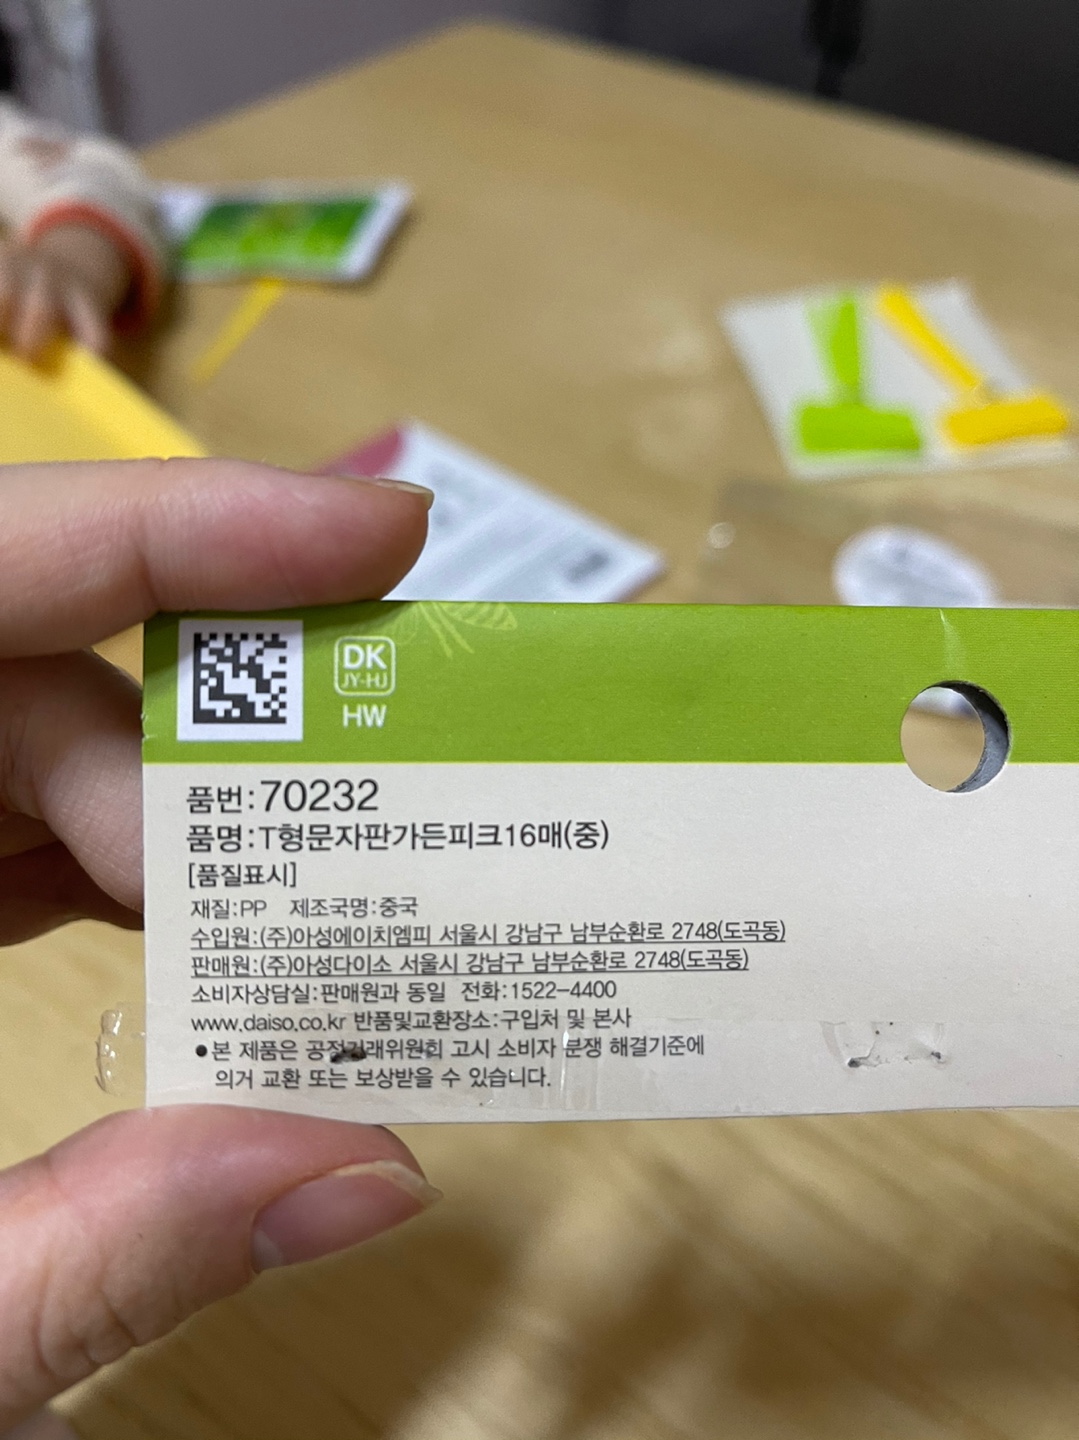 DK
JY-HJ
HW
품번:70232
품명:T형문자판가든피크16매(중)
[품질표시]
재질:PP 제조국명:중국
수입원:(주)아성에이치엠피 서울시 강남구 남부순환로 2748(도곡동)
판매원:(주)아성다이소 서울시 강남구 남부순환로 2748(도곡동)
소비자상담실:판매원과 동일 전화:1522-4400
www.daiso.co.kr 반품및교환장소:구입처 및 본사
●본 제품은 공정거래위원회 고시 소비자 분쟁 해결기준에
의거 교환 또는 보상받을 수 있습니다.